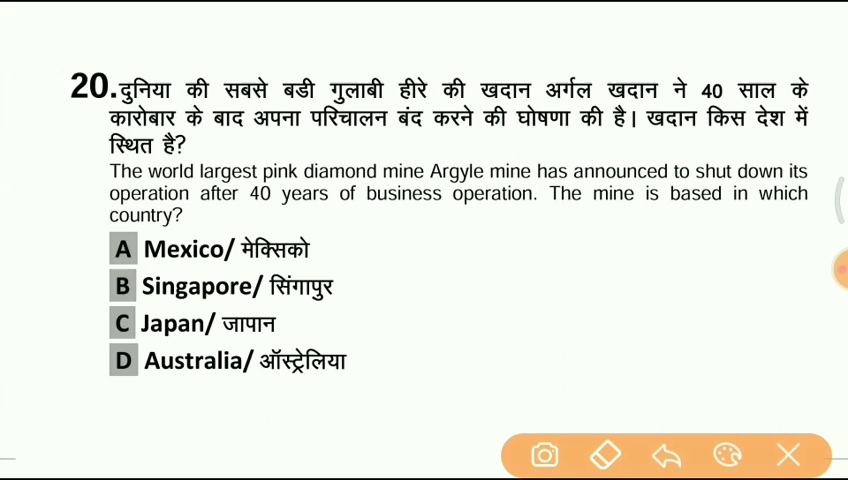 20.दुनिया की सबसे बडी गुलाबी हीरे की खदान अर्गल खदान ने 40 साल के
कारोबार के बाद अपना परिचालन बंद करने की घोषणा की है। खदान किस देश में
स्थित है?
The world largest pink diamond mine Argyle mine has announced to shut down its
operation after 40 years of business operation. The mine is based in which
country?
A Mexico/ मेक्सिको
B Singapore/ सिंगापुर
C Japan/ जापान
D Australia/ ऑस्ट्रेलिया